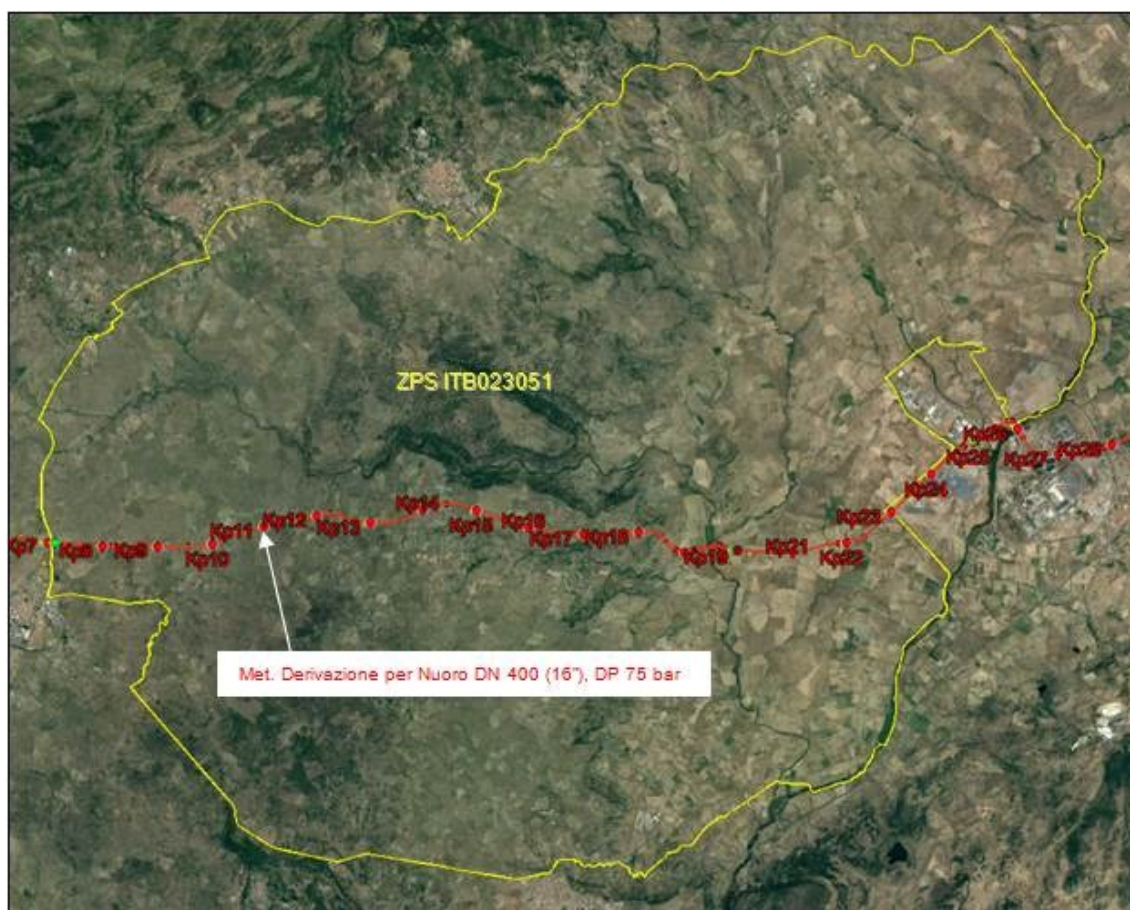 ZPS ITB023051
Kp7
Kp8
Kp9
Kp10
Kp11
Kp12
Kp13
Kp14
Kp15
Kp16
Kp17
Kp18
Kp19
Kp21
Kp22
Kp23
Kp24
Kp25
Kp26
Kp27
Met. Derivazione per Nuoro DN 400 (16"), DP 75 bar